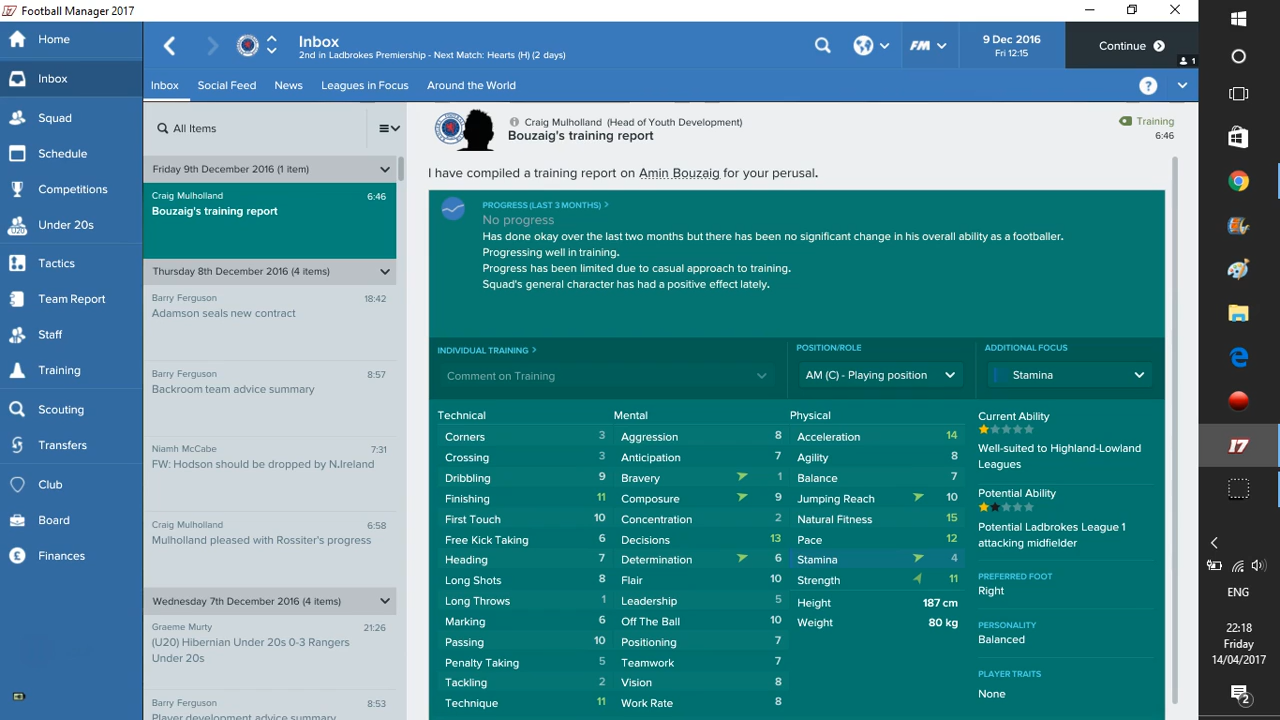 Football Manager 2017
Home
Inbox
Squad
Schedule
Competitions
Under 20s
Tactics
Team Report
Staff
Training
Scouting
Transfers
Club
Board
Finances
Inbox
2nd in Ladbrokes Premiership - Next Match: Hearts (H) (2 days)
FM
9 Dec 2016
Fri 12:15
Continue
1
Inbox Social Feed News Leagues in Focus Around the World
?
All Items
Friday 9th December 2016 (1 item)
Craig Mulholland 6:46
Bouzaig's training report
Thursday 8th December 2016 (4 items)
Barry Ferguson 18:42
Adamson seals new contract
Barry Ferguson 8:57
Backroom team advice summary
Niamh McCabe 7:31
FW: Hodson should be dropped by N.Ireland
Craig Mulholland 6:58
Mulholland pleased with Rossiter's progress
Wednesday 7th December 2016 (4 items)
Graeme Murty 21:26
(U20) Hibernian Under 20s 0-3 Rangers
Under 20s
Barry Ferguson 8:53
Player development advice summary
Craig Mulholland (Head of Youth Development)
Bouzaig's training report
Training
6:46
I have compiled a training report on Amin Bouzaig for your perusal.
PROGRESS (LAST 3 MONTHS) >
No progress
Has done okay over the last two months but there has been no significant change in his overall ability as a footballer.
Progressing well in training.
Progress has been limited due to casual approach to training.
Squad's general character has had a positive effect lately.
INDIVIDUAL TRAINING >
Comment on Training
POSITION/ROLE
AM (C) - Playing position
ADDITIONAL FOCUS
Stamina
Technical
Corners 3
Crossing 3
Dribbling 9
Finishing 11
First Touch 10
Free Kick Taking 6
Heading 7
Long Shots 8
Long Throws 1
Marking 6
Passing 10
Penalty Taking 5
Tackling 2
Technique 11
Mental
Aggression 8
Anticipation 7
Bravery 1
Composure 9
Concentration 2
Decisions 13
Determination 6
Flair 10
Leadership 5
Off The Ball 10
Positioning 7
Teamwork 7
Vision 8
Work Rate 8
Physical
Acceleration 14
Agility 8
Balance 7
Jumping Reach 10
Natural Fitness 15
Pace 12
Stamina 4
Strength 11
Height 187 cm
Weight 80 kg
Current Ability
Well-suited to Highland-Lowland
Leagues
Potential Ability
Potential Ladbrokes League 1
attacking midfielder
PREFERRED FOOT
Right
PERSONALITY
Balanced
PLAYER TRAITS
None
17
ENG
22:18
Friday
14/04/2017
2